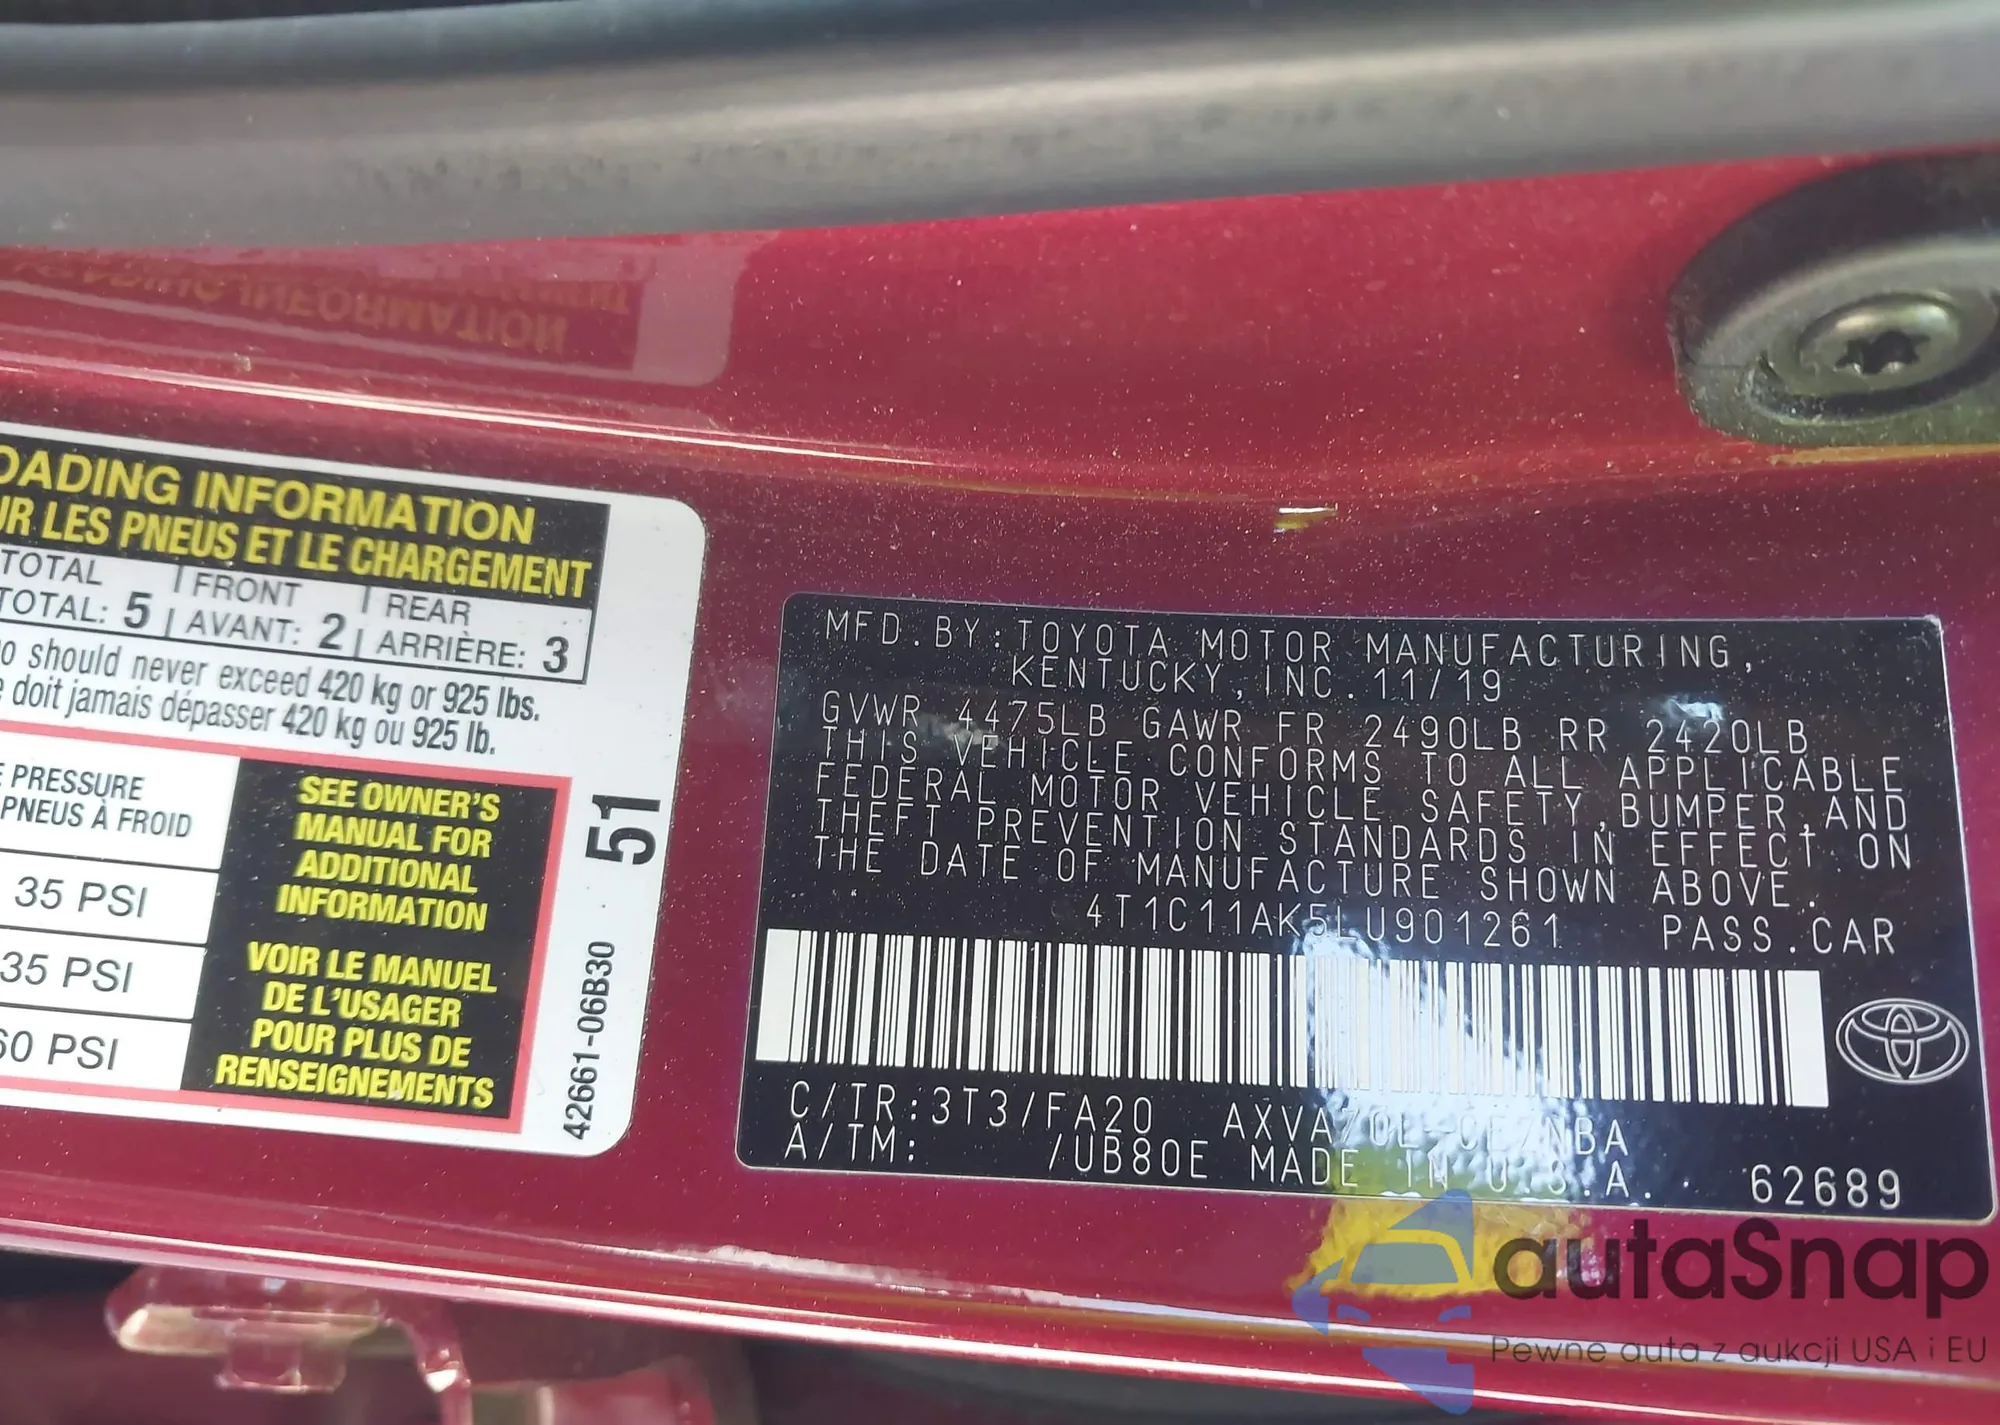 OADING INFORMATION
UR LES PNEUS ET LE CHARGEMENT
TOTAL | FRONT | REAR
TOTAL: 5 | AVANT: 2 | ARRIÈRE: 3
should never exceed 420 kg or 925 lbs.
doit jamais dépasser 420 kg ou 925 lb.
PRESSURE
PNEUS À FROID
35 PSI
35 PSI
60 PSI
SEE OWNER'S
MANUAL FOR
ADDITIONAL
INFORMATION
VOIR LE MANUEL
DE L'USAGER
POUR PLUS DE
RENSEIGNEMENTS
51
42661-06B30
MFD. BY: TOYOTA MOTOR MANUFACTURING,
KENTUCKY, INC. 11/19
GVWR 4475LB GAWR FR 2490LB RR 2420LB
THIS VEHICLE CONFORMS TO ALL APPLICABLE
FEDERAL MOTOR VEHICLE SAFETY, BUMPER, AND
THEFT PREVENTION STANDARDS IN EFFECT ON
THE DATE OF MANUFACTURE SHOWN ABOVE.
4T1C11AK5LU901261 PASS.CAR
C/TR:3T3/FA20 AXVA70L-CE/NBA
A/TM: /UB80E MADE IN U.S.A. 62689
autaSnap
Pewne auta z aukcji USA i EU